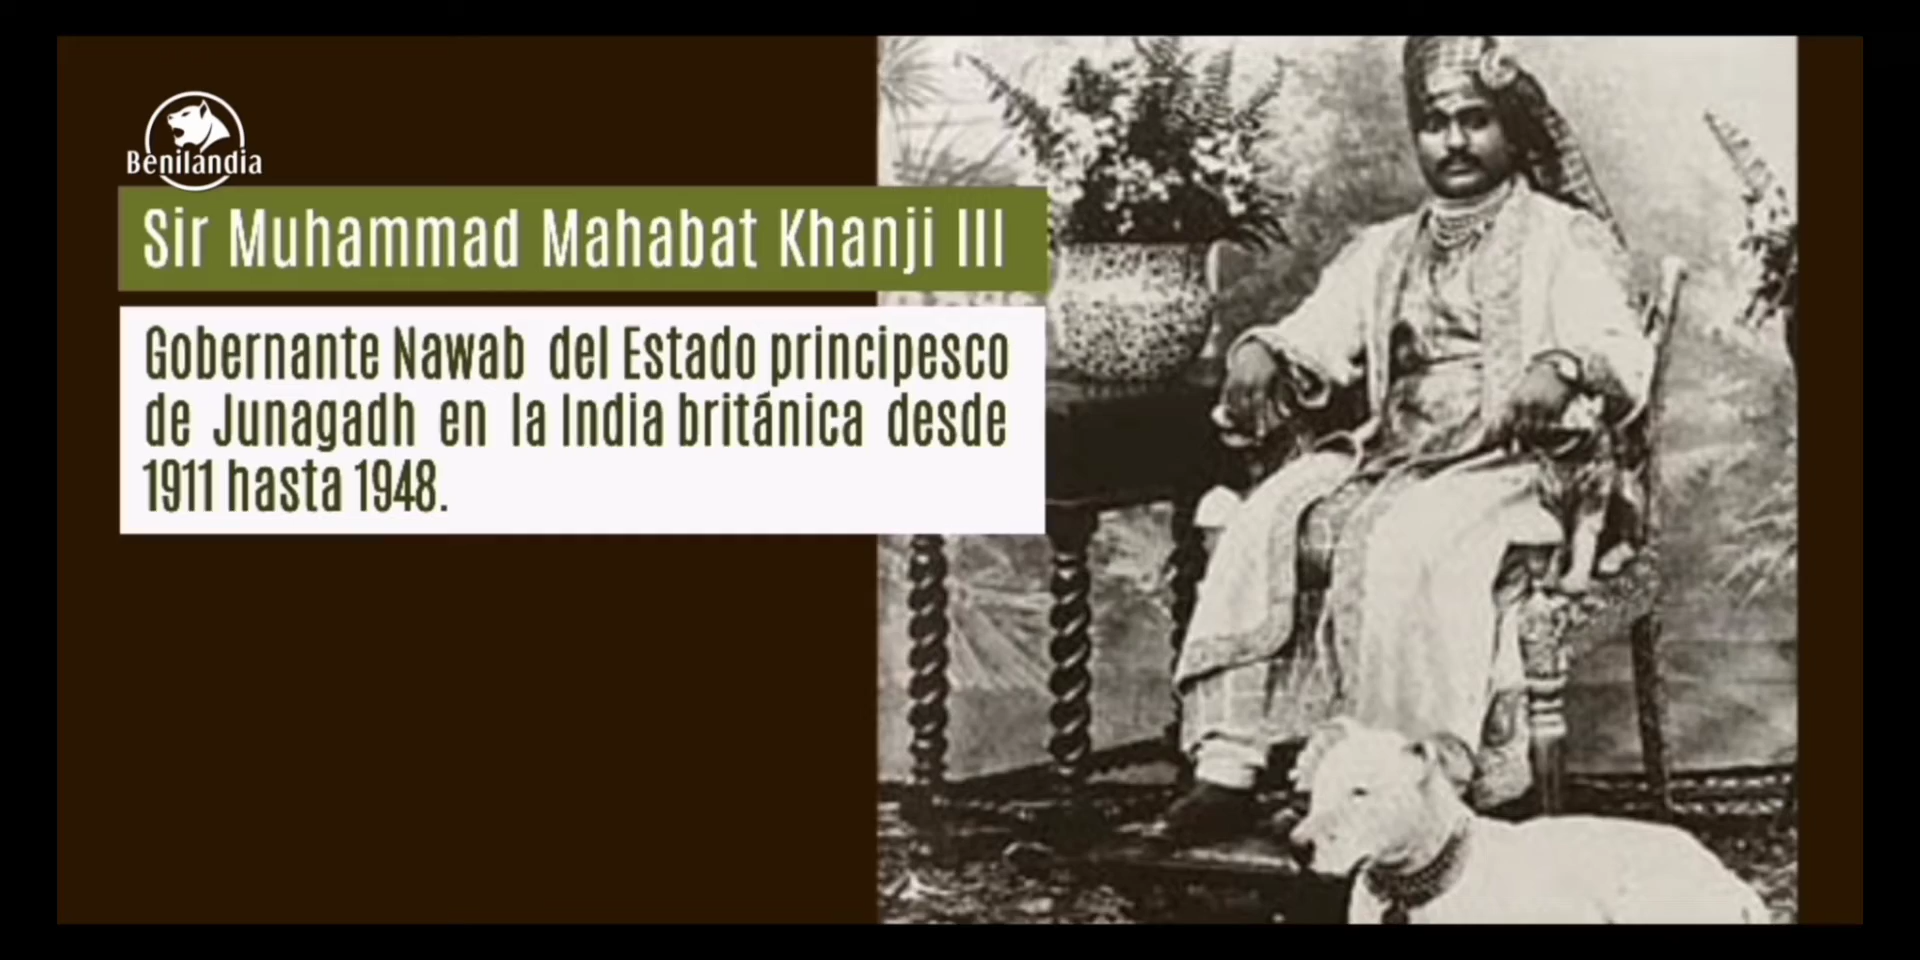 Benilandia
Sir Muhammad Mahabat Khanji III
Gobernante Nawab del Estado principesco
de Junagadh en la India británica desde
1911 hasta 1948.